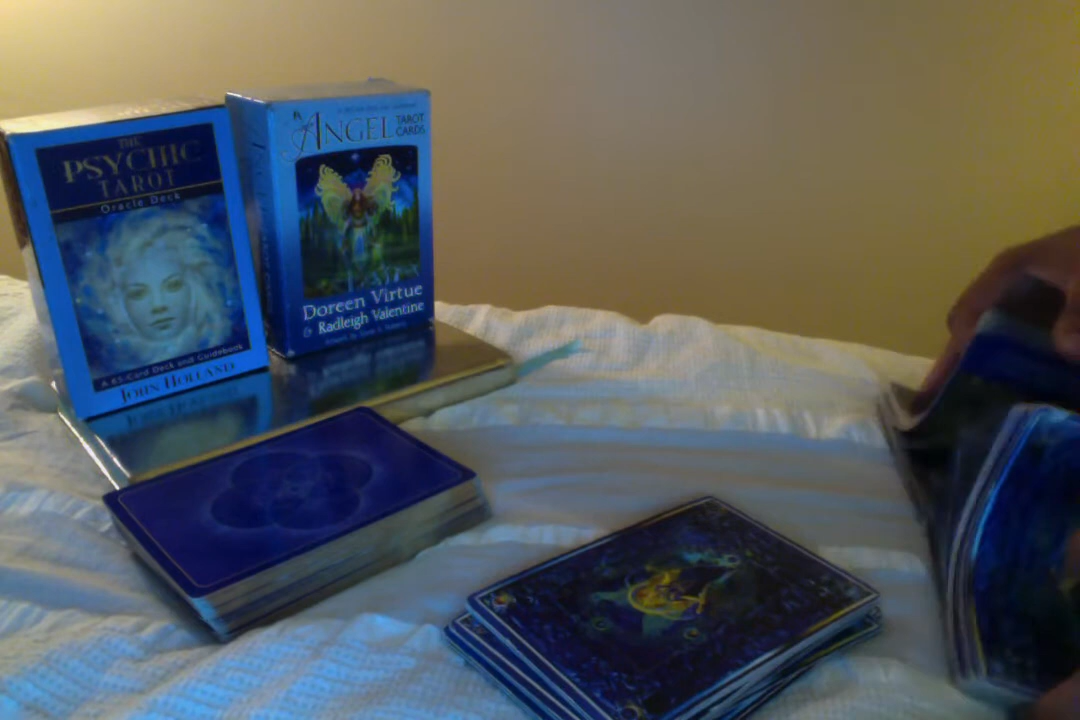 THE
PSYCHIC
TAROT
Oracle Deck
A 65-Card Deck and Guidebook
JOHN HOLLAND
ANGEL TAROT
CARDS
Doreen Virtue
& Radleigh Valentine